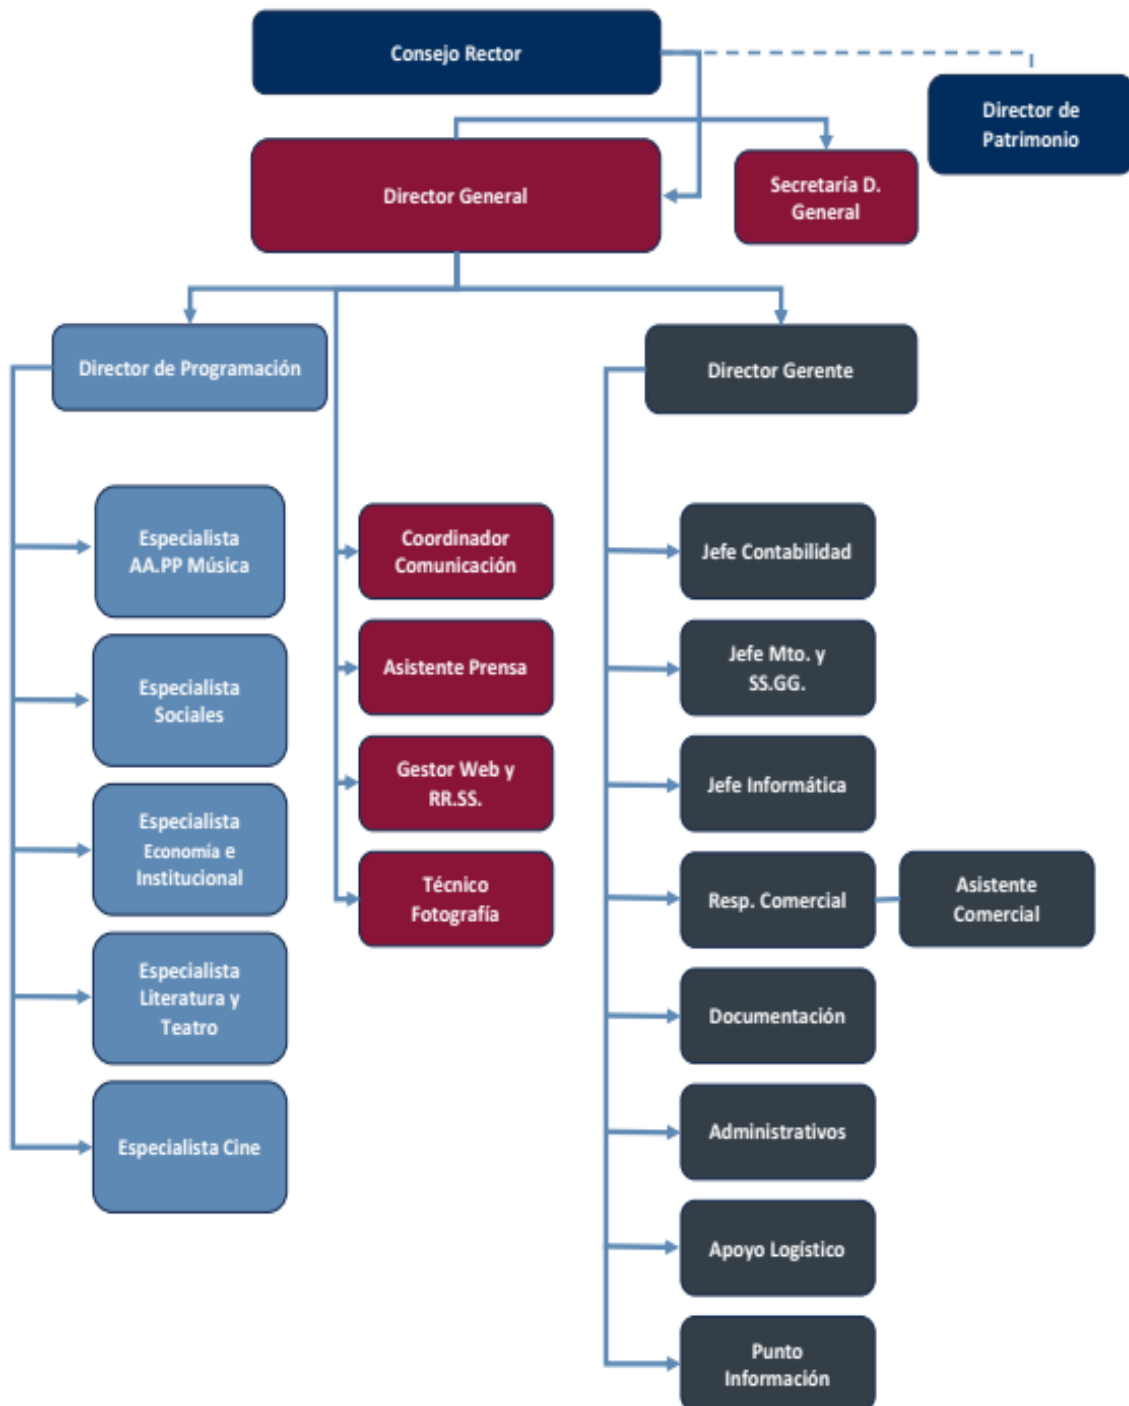 Consejo Rector
Director de
Patrimonio
Director General
Secretaría D.
General
Director de Programación
Director Gerente
Especialista
AA.PP Música
Especialista
Sociales
Especialista
Economía e
Institucional
Especialista
Literatura y
Teatro
Especialista Cine
Coordinador
Comunicación
Asistente Prensa
Gestor Web y
RR.SS.
Técnico
Fotografía
Jefe Contabilidad
Jefe Mto. y
SS.GG.
Jefe Informática
Resp. Comercial
Asistente
Comercial
Documentación
Administrativos
Apoyo Logístico
Punto
Información